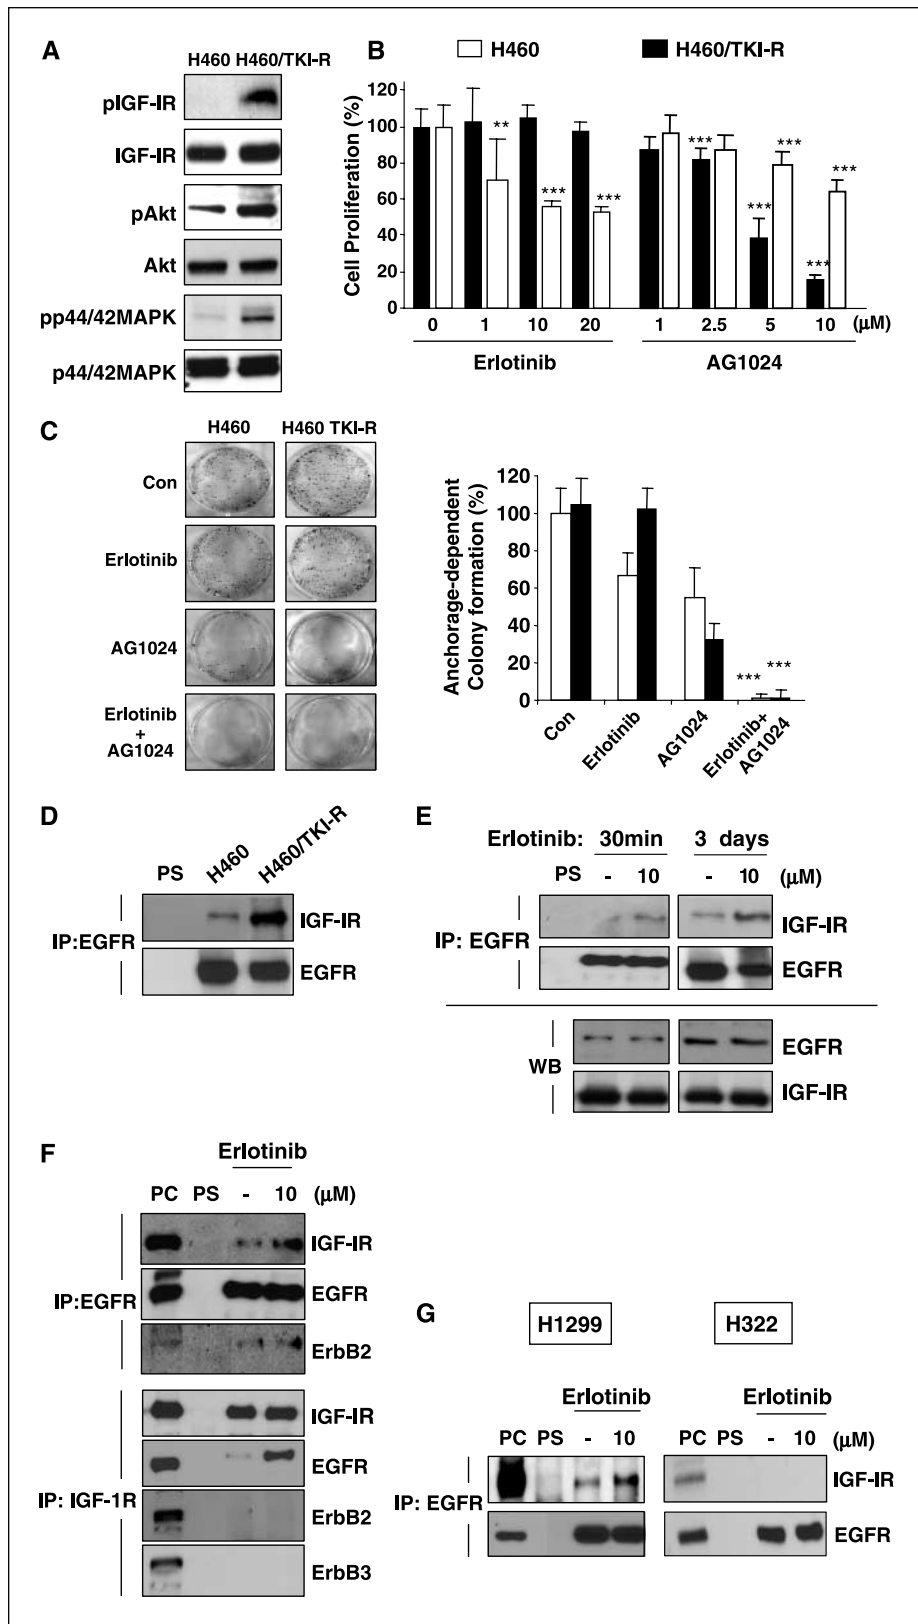 A
H460 H460/TKI-R
pIGF-IR
IGF-IR
pAkt
Akt
pp44/42MAPK
p44/42MAPK
B
H460
H460/TKI-R
Cell Proliferation (%)
120
100
80
60
40
20
0
**
***
***
***
***
***
***
***
0 1 10 20 1 2.5 5 10 (μM)
Erlotinib AG1024
C
H460 H460 TKI-R
Con
Erlotinib
AG1024
Erlotinib
+
AG1024
Anchorage-dependent
Colony formation (%)
120
100
80
60
40
20
0
***
***
Con
Erlotinib
AG1024
Erlotinib+
AG1024
D
PS H460 H460/TKI-R
IP:EGFR
IGF-IR
EGFR
E
Erlotinib: 30min 3 days
PS - 10 - 10 (μM)
IP: EGFR
IGF-IR
EGFR
WB
EGFR
IGF-IR
F
Erlotinib
PC PS - 10 (μM)
IP:EGFR
IGF-IR
EGFR
ErbB2
IP: IGF-1R
IGF-IR
EGFR
ErbB2
ErbB3
G
H1299 H322
Erlotinib Erlotinib
PC PS - 10 PC PS - 10 (μM)
IP: EGFR
IGF-IR
EGFR